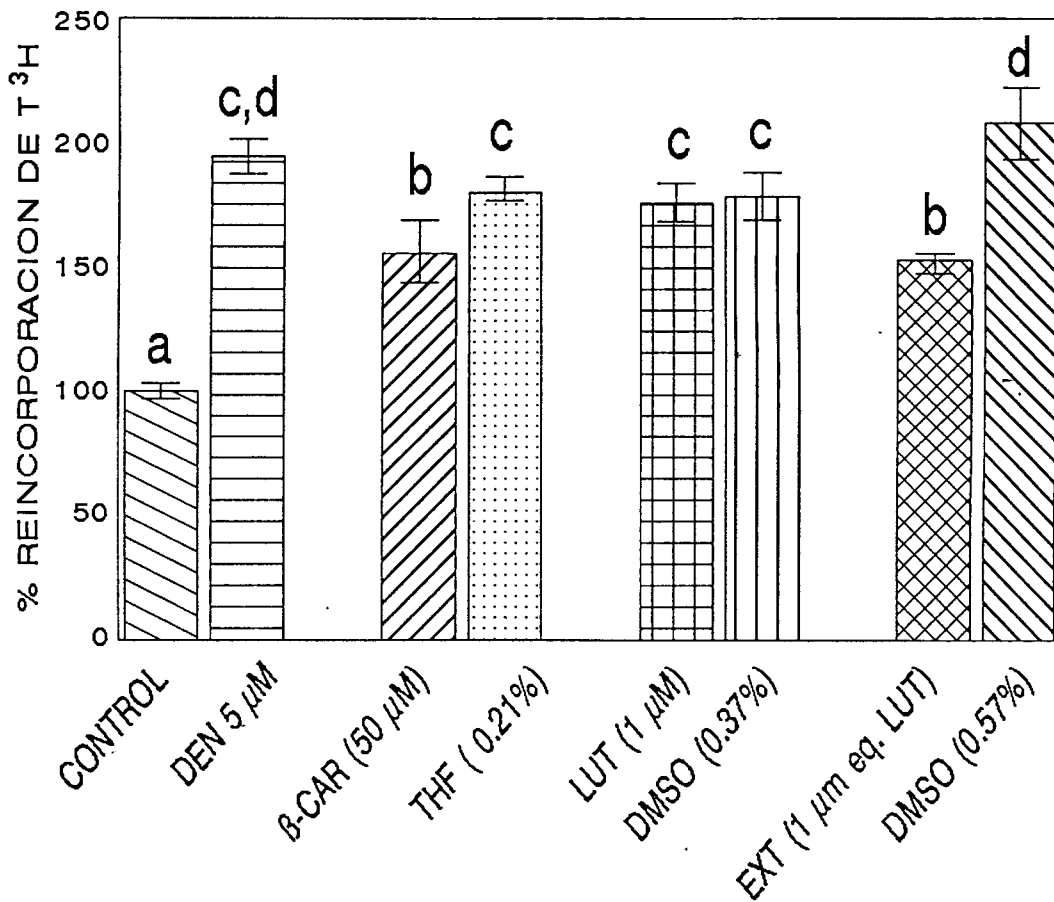 % REINCORPORACION DE T ³H
250
200
150
100
50
0
a
c,d
b
c
c
c
b
d
CONTROL
DEN 5 µM
β-CAR (50 µM)
THF ( 0.21%)
LUT (1 µM)
DMSO (0.37%)
EXT (1 µm eq. LUT)
DMSO (0.57%)